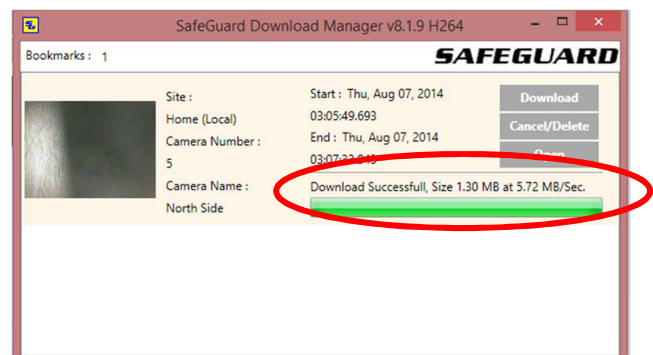 SafeGuard Download Manager v8.1.9 H264
Bookmarks : 1
SAFEGUARD
Site :
Home (Local)
Camera Number :
5
Camera Name :
North Side
Start : Thu, Aug 07, 2014
03:05:49.693
End : Thu, Aug 07, 2014
Download Successfull, Size 1.30 MB at 5.72 MB/Sec.
Download
Cancel/Delete
Open